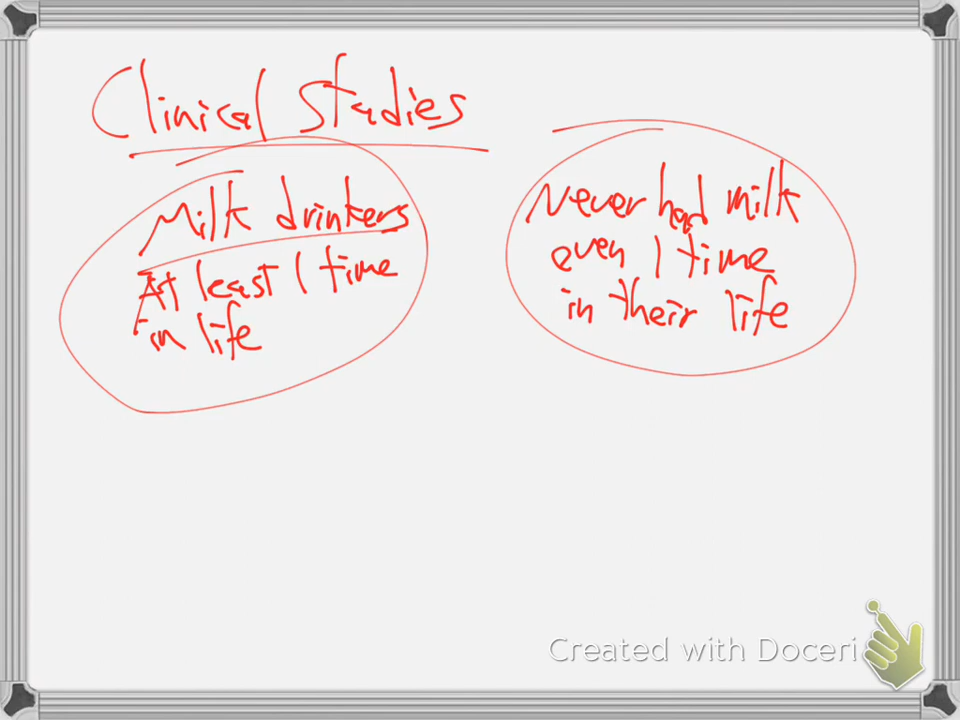 Clinical Studies
Milk drinkers
At least 1 time
in life
Never had milk
even 1 time
in their life
Created with Doceri